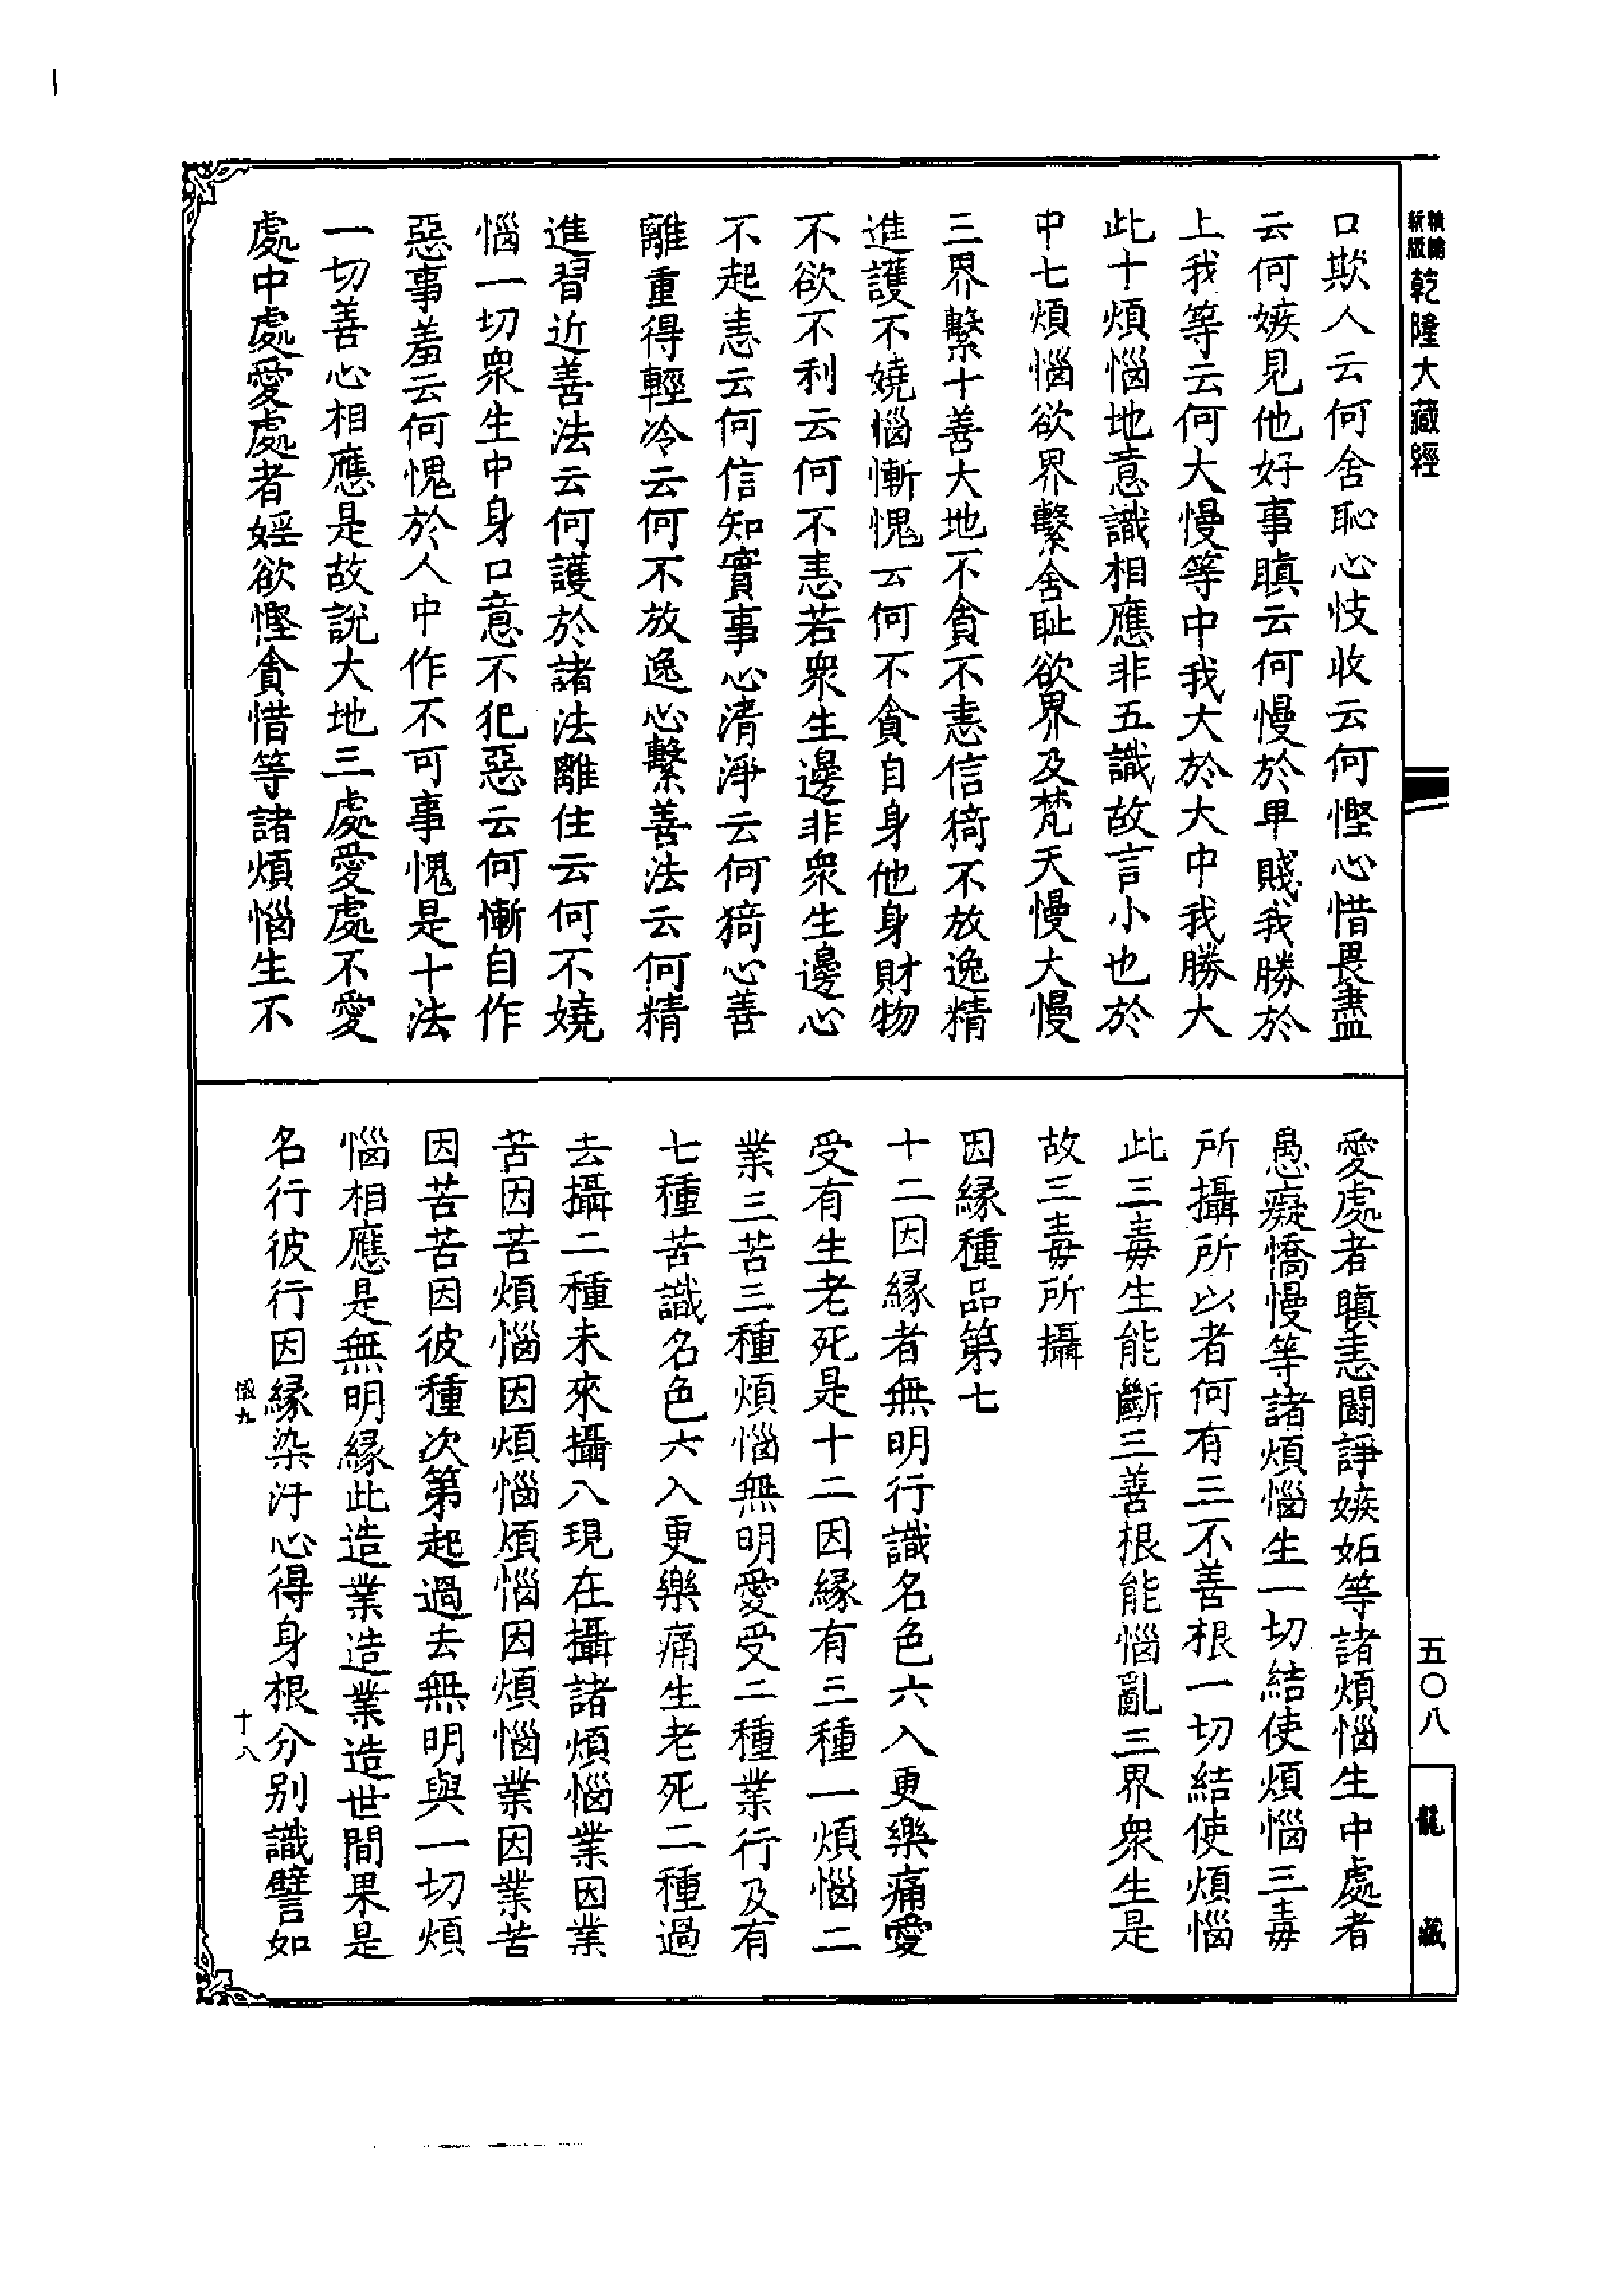 新版
精編
乾隆大藏經
口欺人云何舍恥心忮收云何慳心惜畏盡
云何嫉見他好事瞋云何慢於卑賤我勝於
上我等云何大慢等中我大於大中我勝大
此十煩惱地意識相應非五識故言小也於
中七煩惱欲界繫舍耻欲界及梵天慢大慢
三界繫十善大地不貪不恚信猗不放逸精
進護不嬈惱慚愧云何不貪自身他身財物
不欲不利云何不恚若衆生邊非衆生邊心
不起恚云何信知實事心清淨云何猗心善
離重得輕冷云何不放逸心繫善法云何精
進習近善法云何護於諸法離住云何不嬈
惱一切衆生中身口意不犯惡云何慚自作
惡事羞云何愧於人中作不可事愧是十法
一切善心相應是故說大地三處愛處不愛
處中處愛處者婬欲慳貪惜等諸煩惱生不
愛處者瞋恚鬬諍嫉妬等諸煩惱生中處者
愚癡憍慢等諸煩惱生一切結使煩惱三毒
所攝所以者何有三不善根一切結使煩惱
此三毒生能斷三善根能惱亂三界衆生是
故三毒所攝
因緣種品第七
十二因緣者無明行識名色六入更樂痛愛
受有生老死是十二因緣有三種一煩惱二
業三苦三種煩惱無明愛受二種業行及有
七種苦識名色六入更樂痛生老死二種過
去攝二種未來攝八現在攝諸煩惱業因業
苦因苦煩惱因煩惱煩惱因煩惱業因業苦
因苦苦因彼種次第起過去無明與一切煩
惱相應是無明緣此造業造業造世間果是
名行彼行因緣染汙心得身根分别識譬如
九
十八
五〇八
龍藏